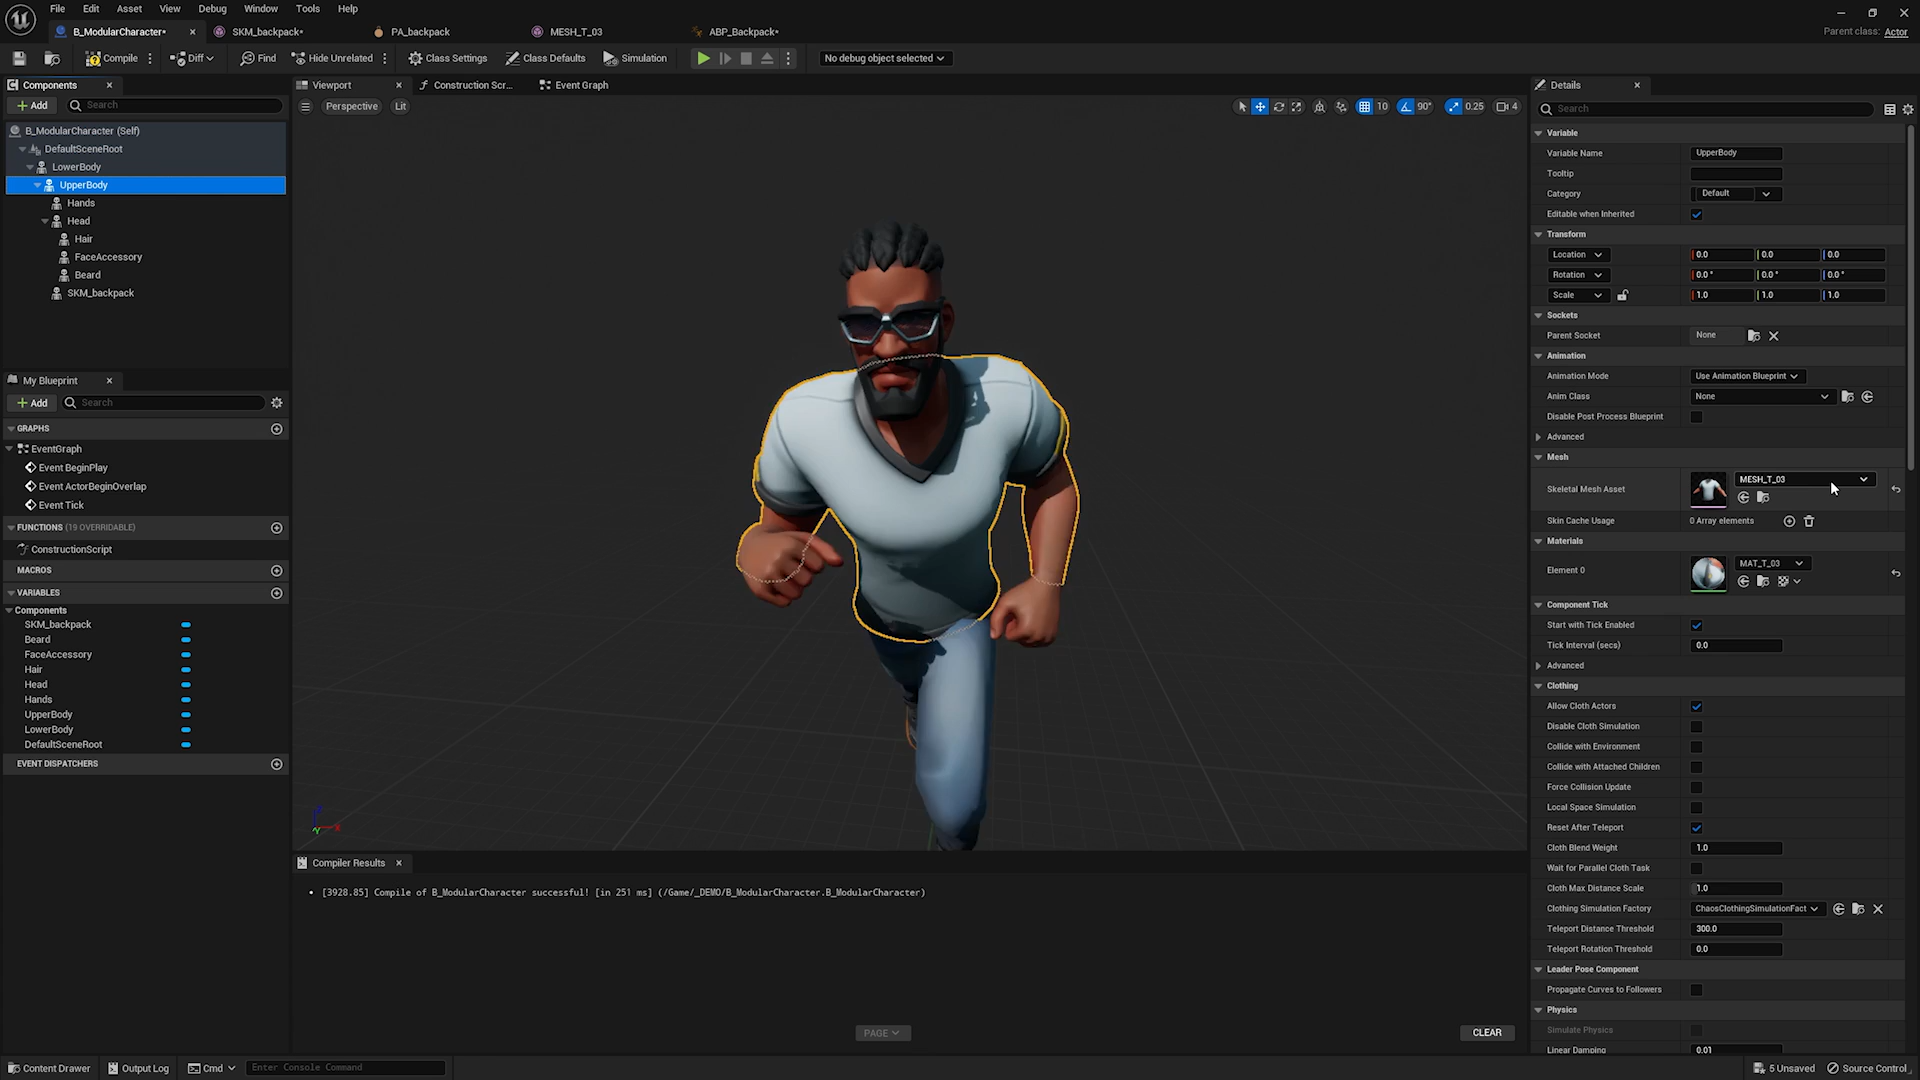 File Edit Asset View Debug Window Tools Help
B_ModularCharacter* SKM_backpack* PA_backpack MESH_T_03 ABP_Backpack*
Parent class: Actor
Compile Diff Find Hide Unrelated Class Settings Class Defaults Simulation No debug object selected
Components
Add Search
B_ModularCharacter (Self)
DefaultSceneRoot
LowerBody
UpperBody
Hands
Head
Hair
FaceAccessory
Beard
SKM_backpack
My Blueprint
Add Search
GRAPHS
EventGraph
Event BeginPlay
Event ActorBeginOverlap
Event Tick
FUNCTIONS (19 OVERRIDABLE)
ConstructionScript
MACROS
VARIABLES
Components
SKM_backpack
Beard
FaceAccessory
Hair
Head
Hands
UpperBody
LowerBody
DefaultSceneRoot
EVENT DISPATCHERS
Viewport Construction Scr... Event Graph
Perspective Lit
10 90° 0.25 4
Z
X
Y
Compiler Results
[3928.85] Compile of B_ModularCharacter successful! [in 251 ms] (/Game/_DEMO/B_ModularCharacter.B_ModularCharacter)
PAGE
CLEAR
Details
Search
Variable
Variable Name UpperBody
Tooltip
Category Default
Editable when Inherited
Transform
Location 0.0 0.0 0.0
Rotation 0.0° 0.0° 0.0°
Scale 1.0 1.0 1.0
Sockets
Parent Socket None
Animation
Animation Mode Use Animation Blueprint
Anim Class None
Disable Post Process Blueprint
Advanced
Mesh
Skeletal Mesh Asset MESH_T_03
Skin Cache Usage 0 Array elements
Materials
Element 0 MAT_T_03
Component Tick
Start with Tick Enabled
Tick Interval (secs) 0.0
Advanced
Clothing
Allow Cloth Actors
Disable Cloth Simulation
Collide with Environment
Collide with Attached Children
Force Collision Update
Local Space Simulation
Reset After Teleport
Cloth Blend Weight 1.0
Wait for Parallel Cloth Task
Cloth Max Distance Scale 1.0
Clothing Simulation Factory ChaosClothingSimulationFact
Teleport Distance Threshold 300.0
Teleport Rotation Threshold 0.0
Leader Pose Component
Propagate Curves to Followers
Physics
Simulate Physics
Linear Damping 0.01
Content Drawer Output Log Cmd Enter Console Command
5 Unsaved Source Control